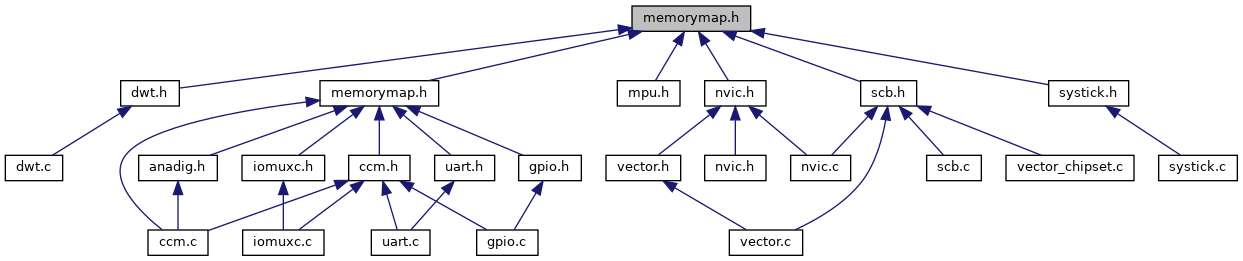 memorymap.h
dwt.h
memorymap.h
mpu.h
nvic.h
scb.h
systick.h
dwt.c
anadig.h
iomuxc.h
ccm.h
uart.h
gpio.h
vector.h
nvic.h
nvic.c
scb.c
vector_chipset.c
systick.c
ccm.c
iomuxc.c
uart.c
gpio.c
vector.c